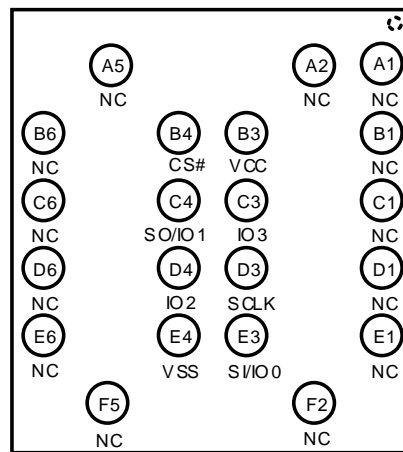 A5 A2 A1
NC NC NC
B6 B4 B3 B1
NC CS# VCC NC
C6 C4 C3 C1
NC SO/IO1 IO3 NC
D6 D4 D3 D1
NC IO2 SCLK NC
E6 E4 E3 E1
NC VSS SI/IO0 NC
F5 F2
NC NC